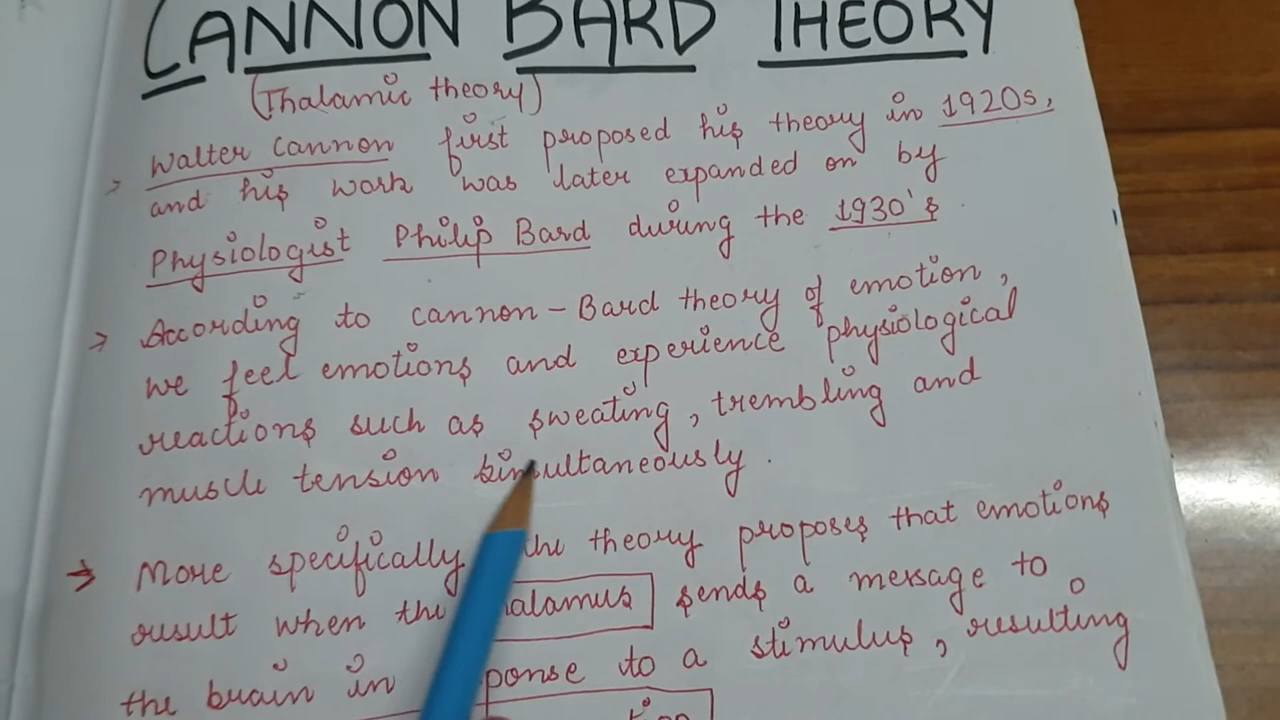 CANNON BARD THEORY
(Thalamic theory)
Walter Cannon first proposed his theory in 1920s,
and his work was later expanded on by
Physiologist Philip Bard during the 1930's
According to cannon-Bard theory of emotion,
we feel emotions and experience physiological
reactions such as sweating, trembling and
muscle tension simultaneously.
→ More specifically the theory proposes that emotions
result when the thalamus sends a message to
the brain in response to a stimulus, resulting